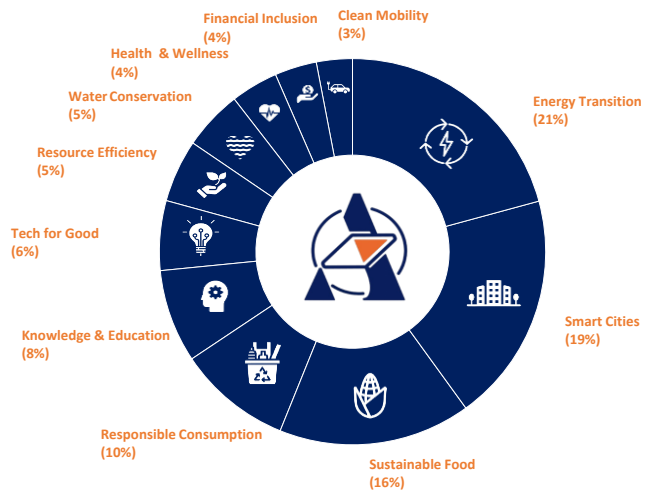 Financial Inclusion
(4%)
Clean Mobility
(3%)
Health & Wellness
(4%)
Water Conservation
(5%)
Energy Transition
(21%)
Resource Efficiency
(5%)
Tech for Good
(6%)
Smart Cities
(19%)
Knowledge & Education
(8%)
Responsible Consumption
(10%)
Sustainable Food
(16%)